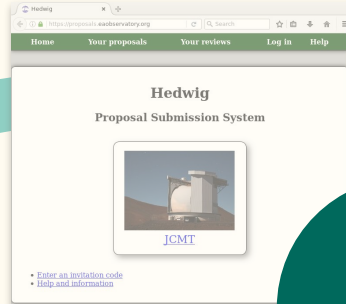 Hedwig
https://proposals.eaobservatory.org
Search
Home Your proposals Your reviews Log in Help
Hedwig
Proposal Submission System
JCMT
Enter an invitation code
Help and information